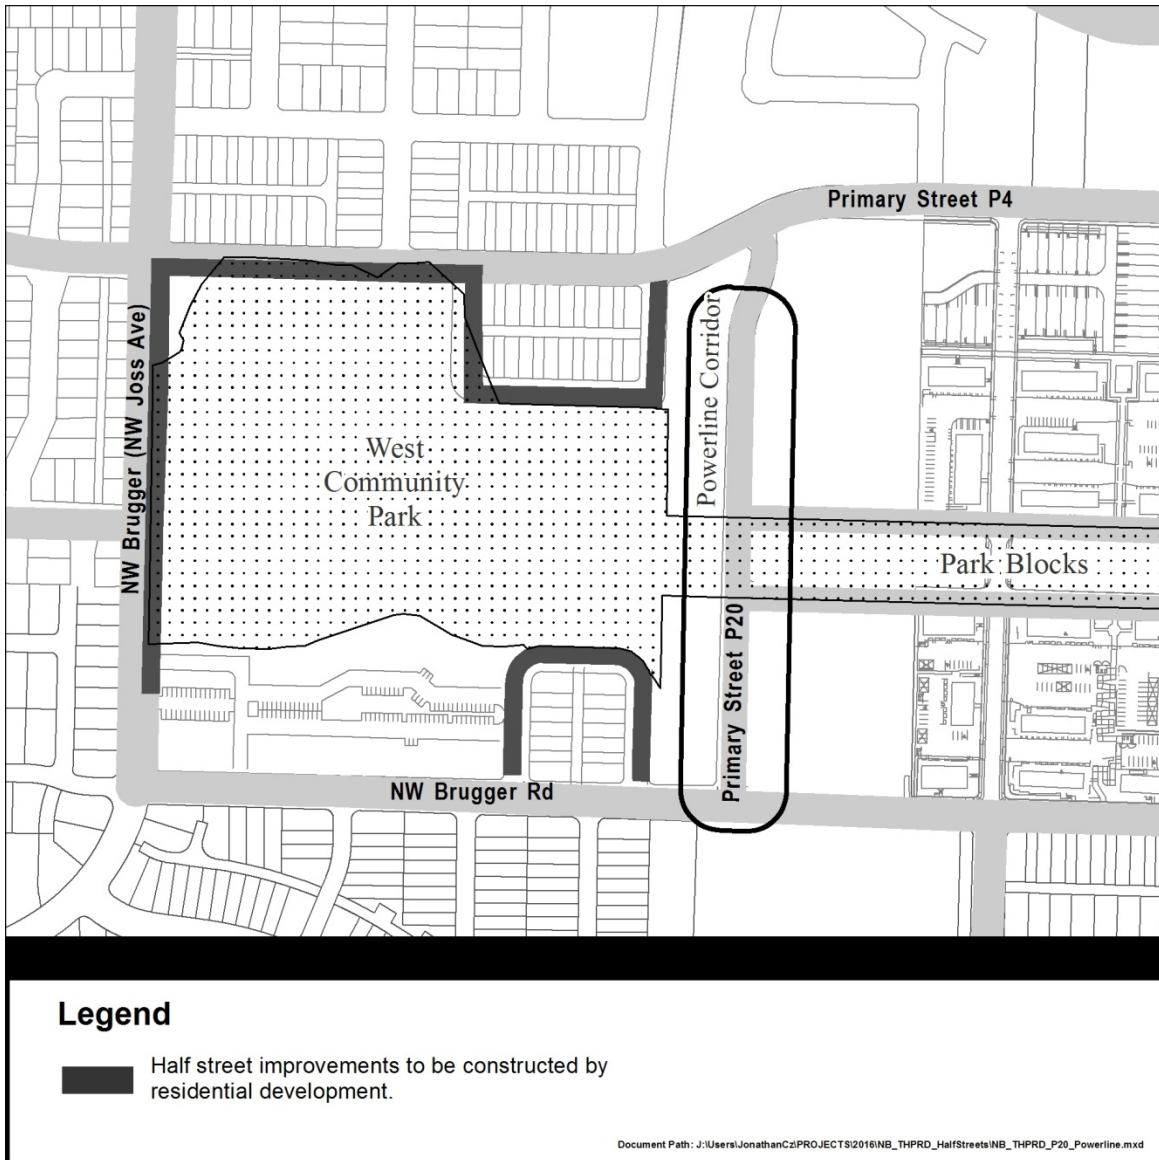 Primary Street P4
NW Brugger (NW Joss Ave)
Powerline Corridor
West
Community
Park
Park Blocks
Primary Street P20
NW Brugger Rd
Legend
Half street improvements to be constructed by
residential development.
Document Path: J:\Users\JonathanCz\PROJECTS\2016\NB_THPRD_HalfStreets\NB_THPRD_P20_Powerline.mxd